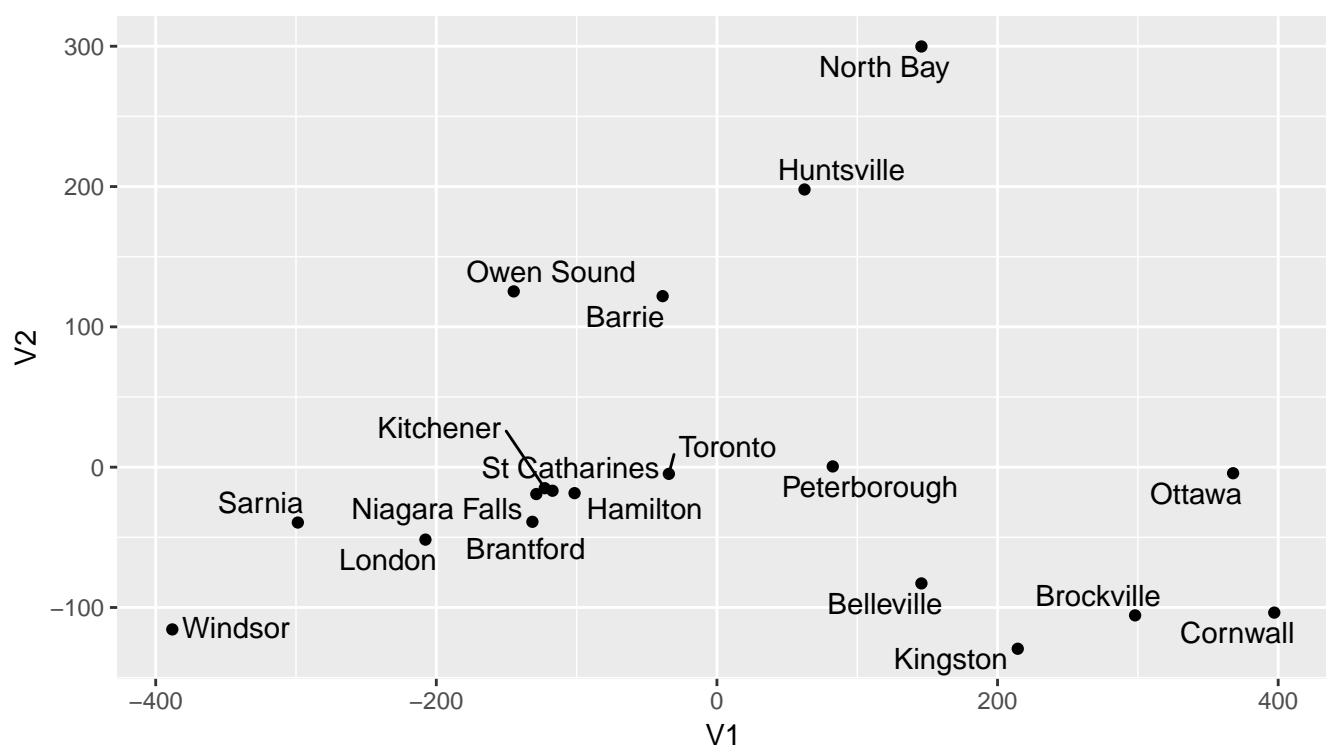 300
North Bay
Huntsville
200
Owen Sound
Barrie
100
V2
Kitchener
Toronto
St Catharines
0
Peterborough
Ottawa
Sarnia
Niagara Falls
Hamilton
London
Brantford
Belleville
Brockville
−100
Windsor
Cornwall
Kingston
−400
−200
0
200
400
V1